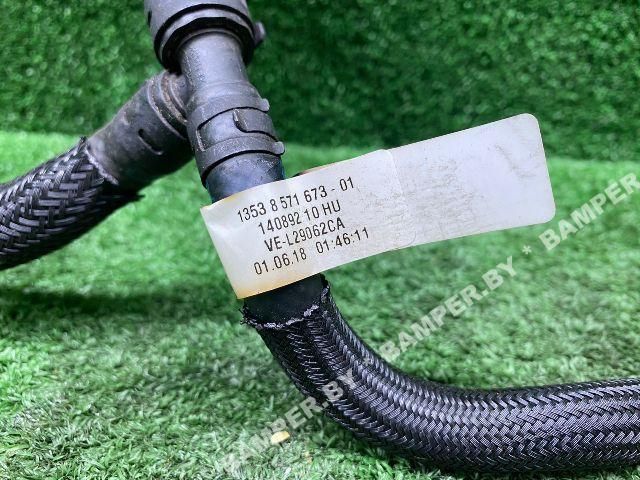 1353 8 571 673 - 01
140892 10 HU
VE-L29062CA
01.06.18 01:46:11
BAMPER.BY * BAMPER.BY * BAMPER.BY * BAMPER